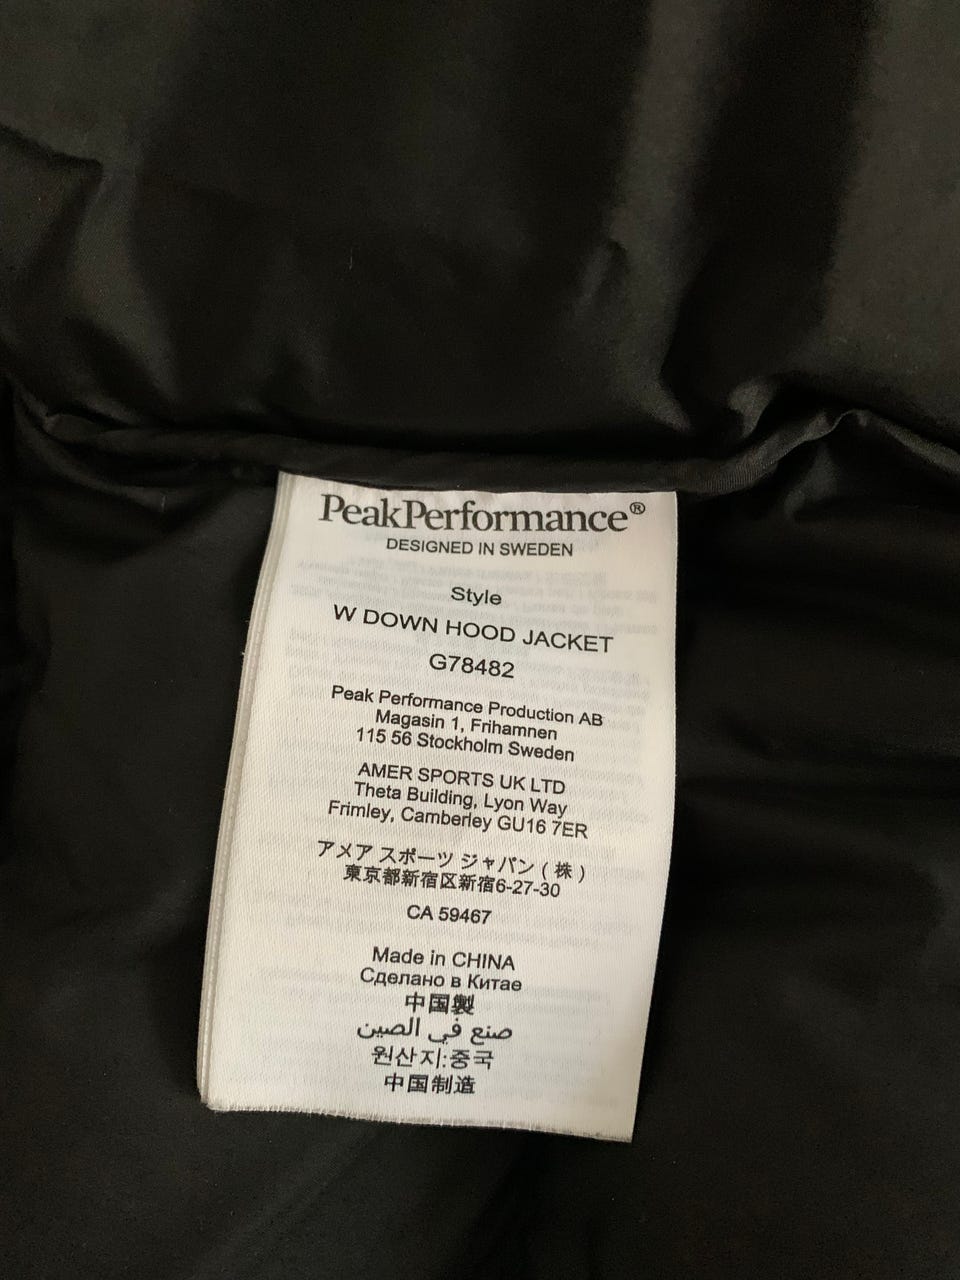 PeakPerformance®
DESIGNED IN SWEDEN
Style
W DOWN HOOD JACKET
G78482
Peak Performance Production AB
Magasin 1, Frihamnen
115 56 Stockholm Sweden
AMER SPORTS UK LTD
Theta Building, Lyon Way
Frimley, Camberley GU16 7ER
アメア スポーツ ジャパン ( 株 )
東京都新宿区新宿6-27-30
CA 59467
Made in CHINA
Сделано в Китае
中国製
صنع في الصين
원산지:중국
中国制造